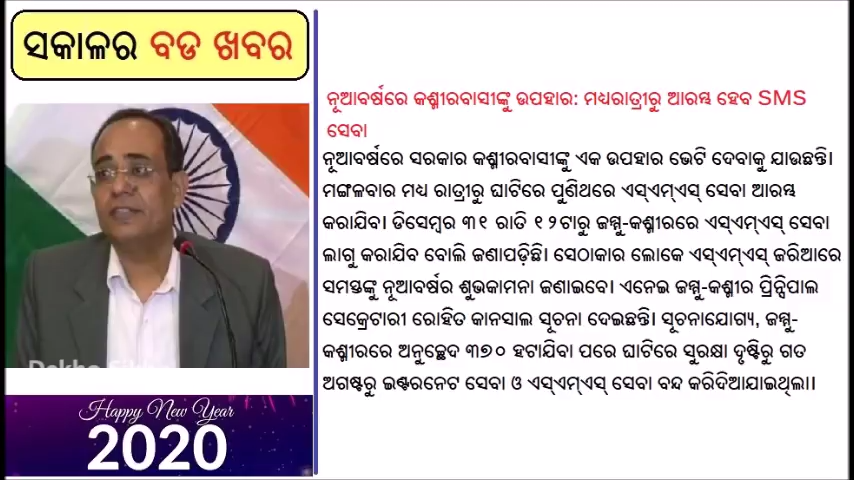 ସକାଳର ବଡ ଖବର
ନୂଆବର୍ଷରେ କଶ୍ମୀରବାସୀଙ୍କୁ ଉପହାର: ମଧ୍ୟରାତ୍ରୀରୁ ଆରମ୍ଭ ହେବ SMS
ସେବା
ନୂଆବର୍ଷରେ ସରକାର କଶ୍ମୀରବାସୀଙ୍କୁ ଏକ ଉପହାର ଭେଟି ଦେବାକୁ ଯାଉଛନ୍ତି।
ମଙ୍ଗଳବାର ମଧ୍ୟ ରାତ୍ରୀରୁ ଘାଟିରେ ପୁଣିଥରେ ଏସ୍ଏମ୍ଏସ୍ ସେବା ଆରମ୍ଭ
କରାଯିବ। ଡିସେମ୍ବର ୩୧ ରାତି ୧୨ଟାରୁ ଜମ୍ମୁ-କଶ୍ମୀରରେ ଏସ୍ଏମ୍ଏସ୍ ସେବା
ଲାଗୁ କରାଯିବ ବୋଲି ଜଣାପଡ଼ିଛି। ସେଠାକାର ଲୋକେ ଏସ୍ଏମ୍ଏସ୍ ଜରିଆରେ
ସମସ୍ତଙ୍କୁ ନୂଆବର୍ଷର ଶୁଭକାମନା ଜଣାଇବେ। ଏନେଇ ଜମ୍ମୁ-କଶ୍ମୀର ପ୍ରିନ୍ସିପାଲ
ସେକ୍ରେଟାରୀ ରୋହିତ କାନସାଲ ସୂଚନା ଦେଇଛନ୍ତି। ସୂଚନାଯୋଗ୍ୟ, ଜମ୍ମୁ-
କଶ୍ମୀରରେ ଅନୁଚ୍ଛେଦ ୩୭୦ ହଟାଯିବା ପରେ ଘାଟିରେ ସୁରକ୍ଷା ଦୃଷ୍ଟିରୁ ଗତ
ଅଗଷ୍ଟରୁ ଇଣ୍ଟରନେଟ ସେବା ଓ ଏସ୍ଏମ୍ଏସ୍ ସେବା ବନ୍ଦ କରିଦିଆଯାଇଥିଲା।
Happy New Year
2020